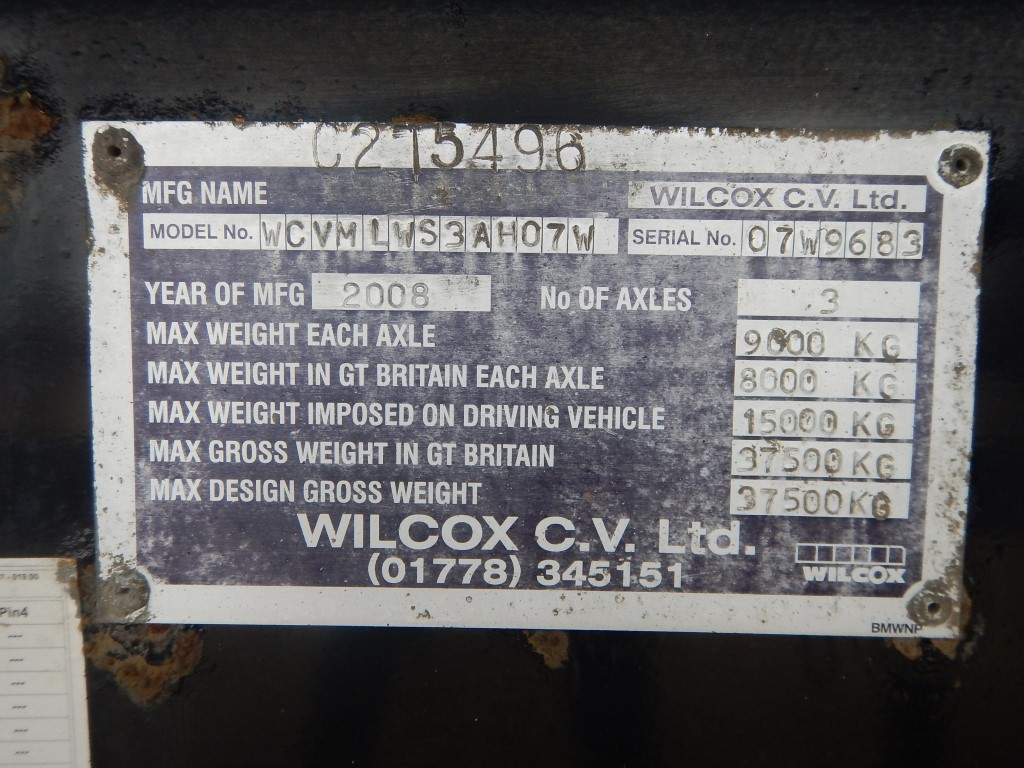 C215496
MFG NAME WILCOX C.V. Ltd.
MODEL No. WCVMLWS3AH07W SERIAL No. 07W9683
YEAR OF MFG 2008 No OF AXLES 3
MAX WEIGHT EACH AXLE 9000 KG
MAX WEIGHT IN GT BRITAIN EACH AXLE 8000 KG
MAX WEIGHT IMPOSED ON DRIVING VEHICLE 15000 KG
MAX GROSS WEIGHT IN GT BRITAIN 37500 KG
MAX DESIGN GROSS WEIGHT 37500 KG
WILCOX C.V. Ltd.
(01778) 345151
WILCOX
BMWNP
Pin4
---
---
---
---
---
---